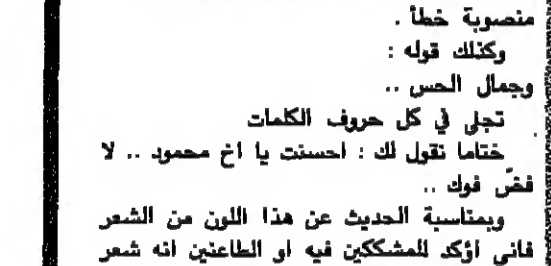 منصوبة خطأ .
وكذلك قوله :
وجمال الحس ..
تجلى في كل حروف الكلمات
ختاما نقول لك : احسنت يا اخ محمود .. لا
فضّ فوك ..
وبمناسبة الحديث عن هذا اللون من الشعر
فاني اؤكد للمشككين فيه او الطاعنين انه شعر